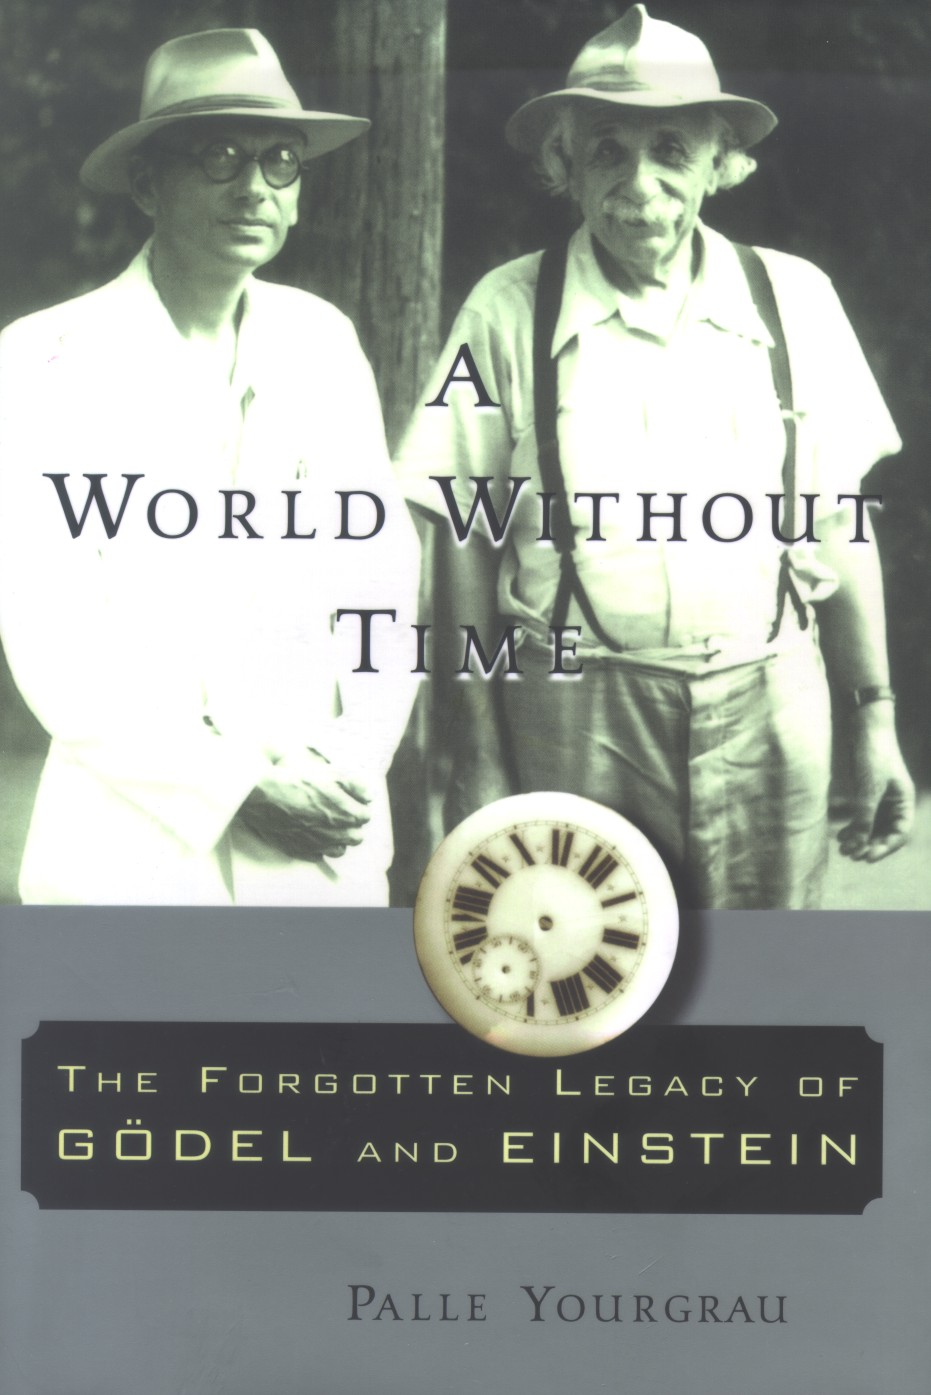 A
WORLD WITHOUT
TIME
THE FORGOTTEN LEGACY OF
GÖDEL AND EINSTEIN
PALLE YOURGRAU